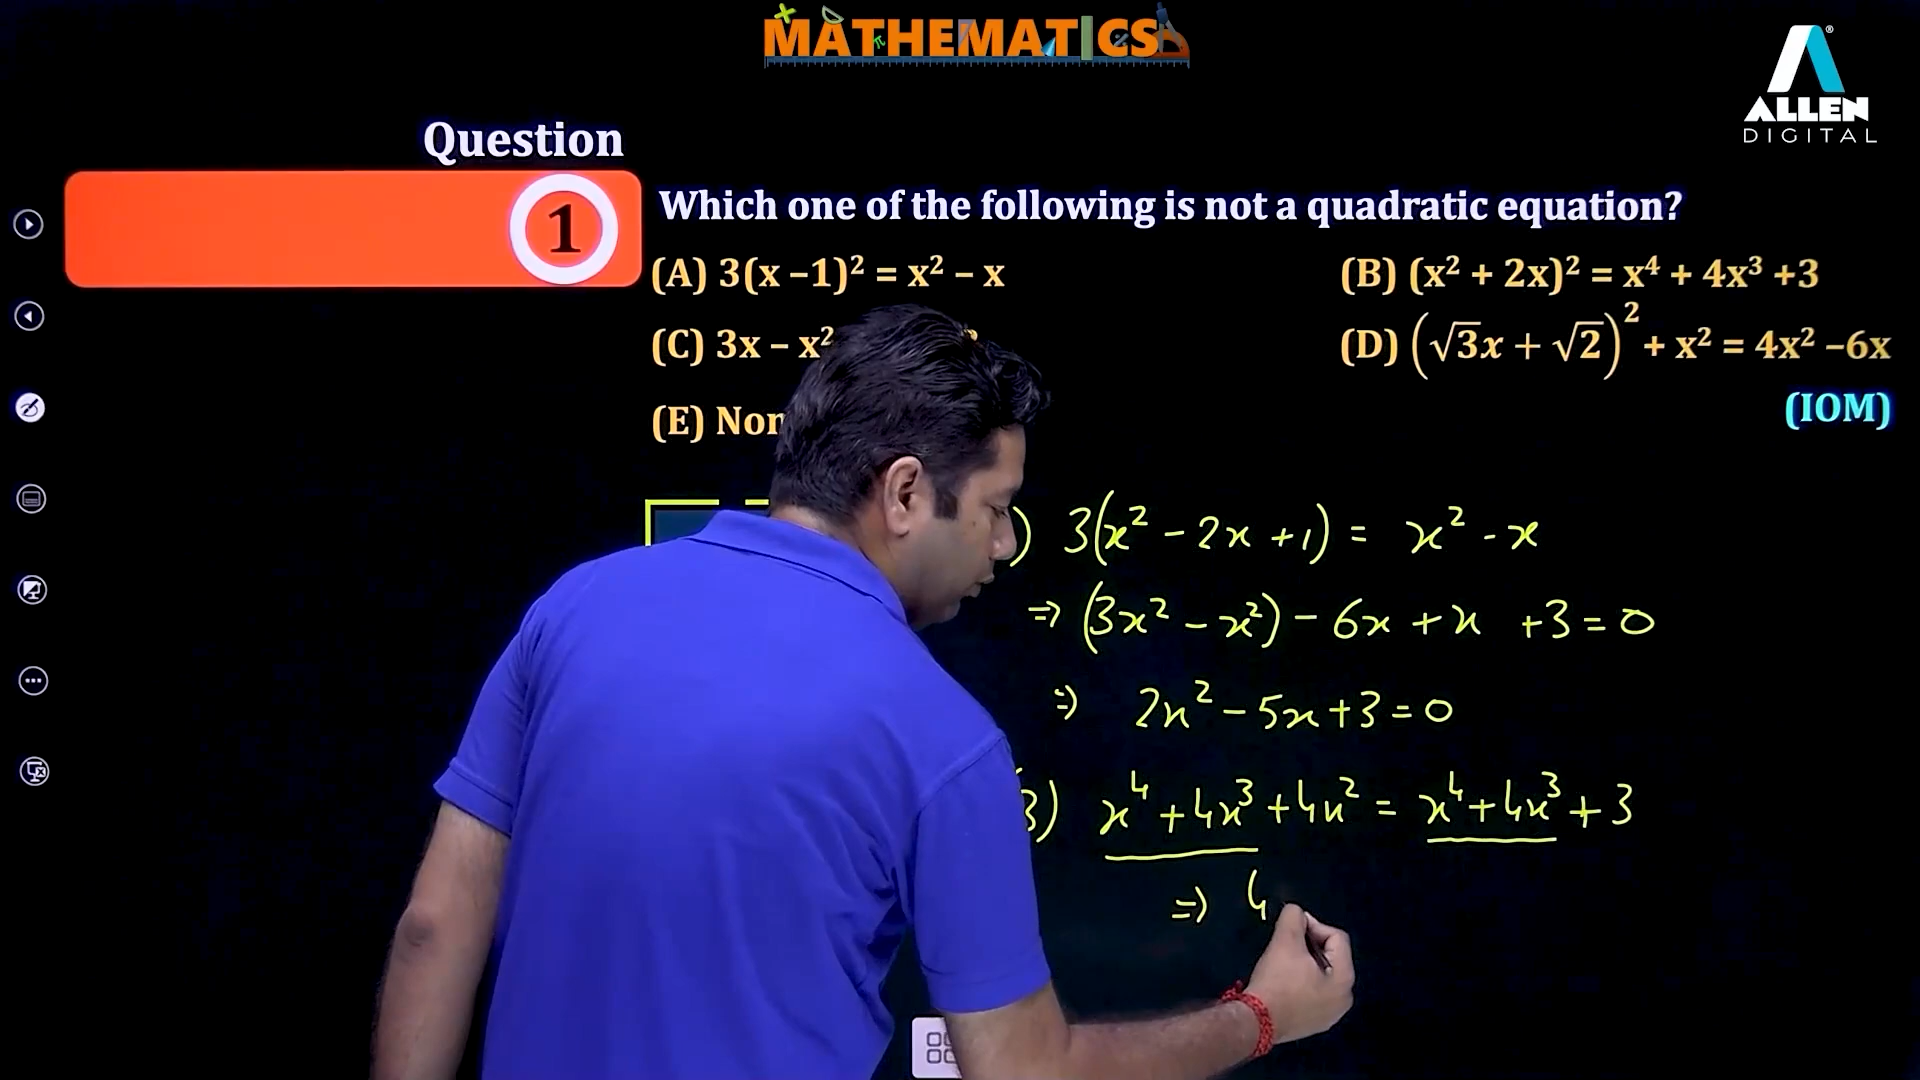 MATHEMATICS
ALLEN
DIGITAL
Question
1
Which one of the following is not a quadratic equation?
(A) 3(x –1)² = x² – x
(B) (x² + 2x)² = x⁴ + 4x³ +3
(C) 3x – x²
(D) (√3x + √2)² + x² = 4x² –6x
(E)
(IOM)
) 3(x² - 2x + 1) = x² - x
⇒ (3x² - x²) - 6x + x + 3 = 0
⇒ 2x² - 5x + 3 = 0
) x⁴ + 4x³ + 4x² = x⁴ + 4x³ + 3
⇒ 4